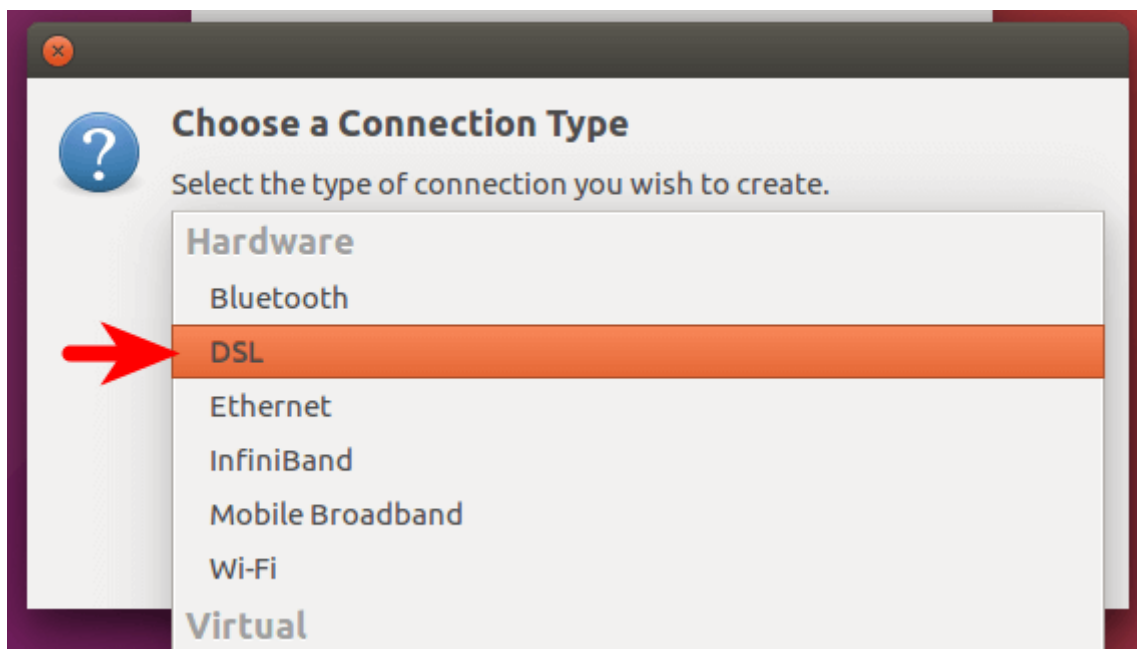 Choose a Connection Type
Select the type of connection you wish to create.
Hardware
Bluetooth
DSL
Ethernet
InfiniBand
Mobile Broadband
Wi-Fi
Virtual